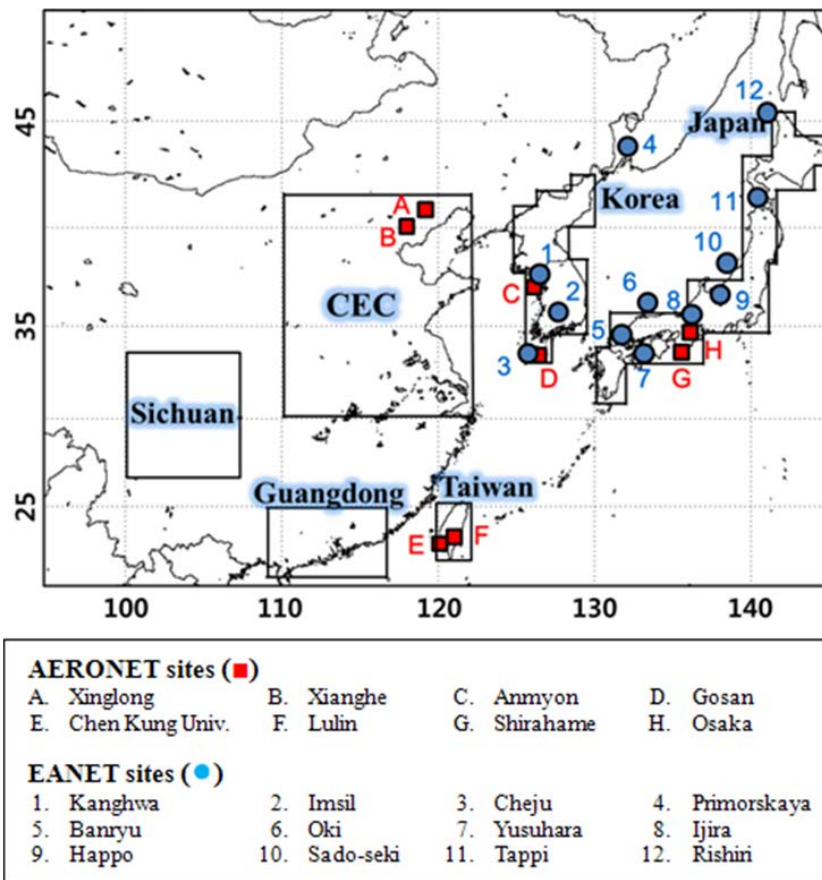 12
45
Japan
4
A
Korea
11
B
10
1
CEC
C
2
6
8
9
35
5
3
D
7
G
H
Sichuan
Guangdong
Taiwan
25
E
F
100
110
120
130
140
AERONET sites (■)
A. Xinglong B. Xianghe C. Anmyon D. Gosan
E. Chen Kung Univ. F. Lulin G. Shirahame H. Osaka
EANET sites (●)
1. Kanghwa 2. Imsil 3. Cheju 4. Primorskaya
5. Banryu 6. Oki 7. Yusuhara 8. Ijira
9. Happo 10. Sado-seki 11. Tappi 12. Rishiri